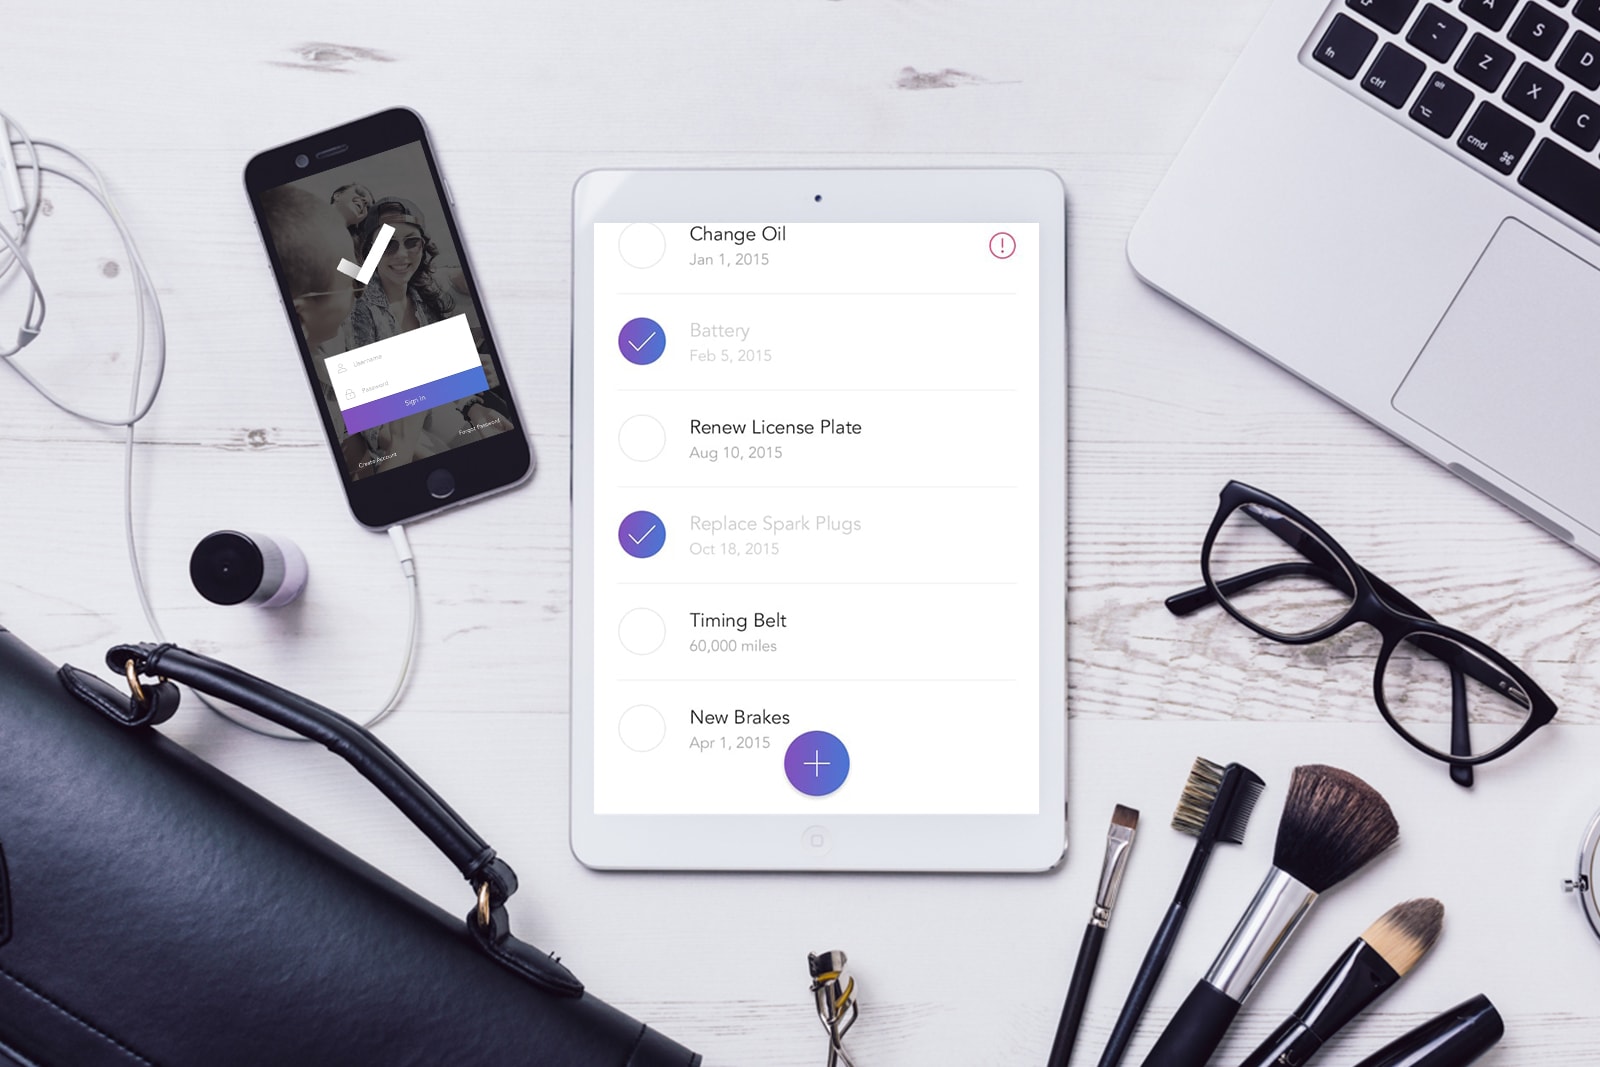 Username
Password
Sign In
Forgot Password
Create Account
Change Oil
Jan 1, 2015
Battery
Feb 5, 2015
Renew License Plate
Aug 10, 2015
Replace Spark Plugs
Oct 18, 2015
Timing Belt
60,000 miles
New Brakes
Apr 1, 2015
A
S
D
fn
~
Z
ctrl
alt
X
C
cmd